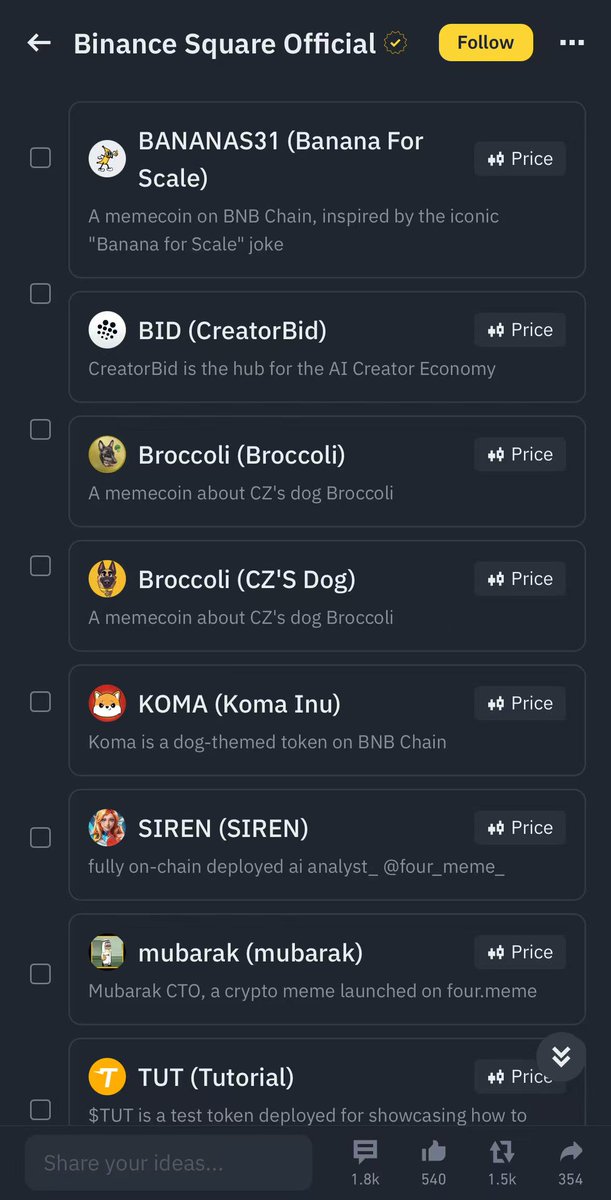 Binance Square Official
Follow
BANANAS31 (Banana For
Scale)
Price
A memecoin on BNB Chain, inspired by the iconic
"Banana for Scale" joke
BID (CreatorBid)
Price
CreatorBid is the hub for the AI Creator Economy
Broccoli (Broccoli)
Price
A memecoin about CZ's dog Broccoli
Broccoli (CZ'S Dog)
Price
A memecoin about CZ's dog Broccoli
KOMA (Koma Inu)
Price
Koma is a dog-themed token on BNB Chain
SIREN (SIREN)
Price
fully on-chain deployed ai analyst_ @four_meme_
mubarak (mubarak)
Price
Mubarak CTO, a crypto meme launched on four.meme
TUT (Tutorial)
Price
$TUT is a test token deployed for showcasing how to
Share your ideas...
1.8k
540
1.5k
354